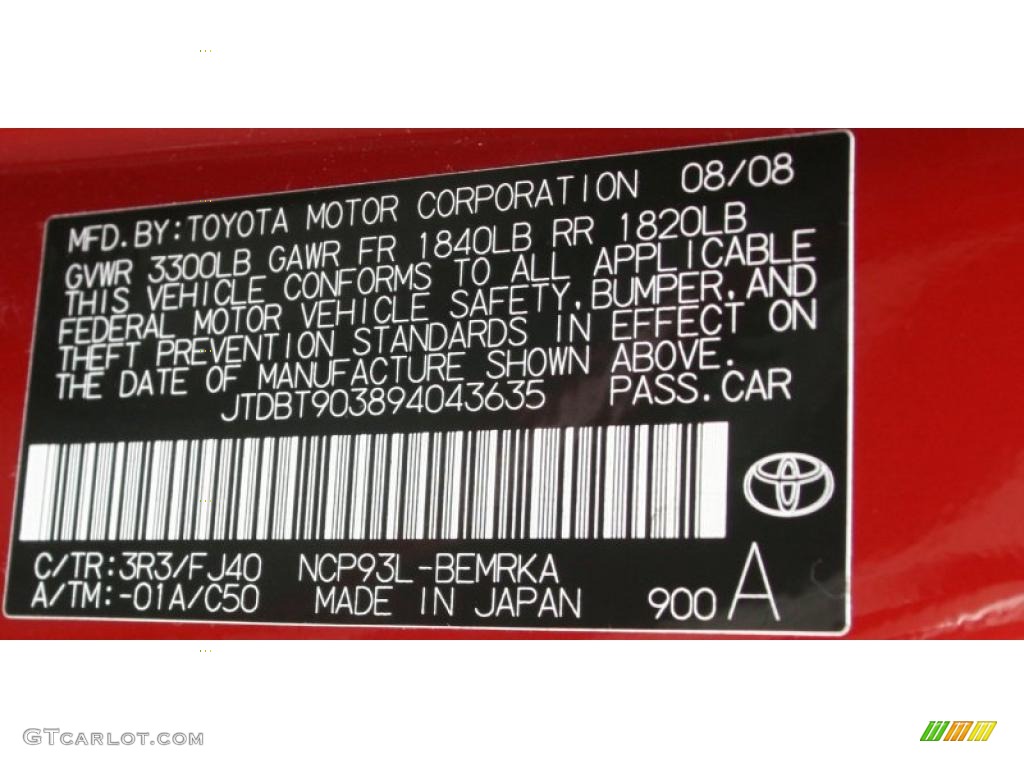 MFD.BY:TOYOTA MOTOR CORPORATION 08/08
GVWR 3300LB GAWR FR 1840LB RR 1820LB
THIS VEHICLE CONFORMS TO ALL APPLICABLE
FEDERAL MOTOR VEHICLE SAFETY,BUMPER,AND
THEFT PREVENTION STANDARDS IN EFFECT ON
THE DATE OF MANUFACTURE SHOWN ABOVE.
JTDBT903894043635 PASS.CAR
C/TR:3R3/FJ40 NCP93L-BEMRKA
A/TM:-01A/C50 MADE IN JAPAN 900 A
GTCARLOT.COM